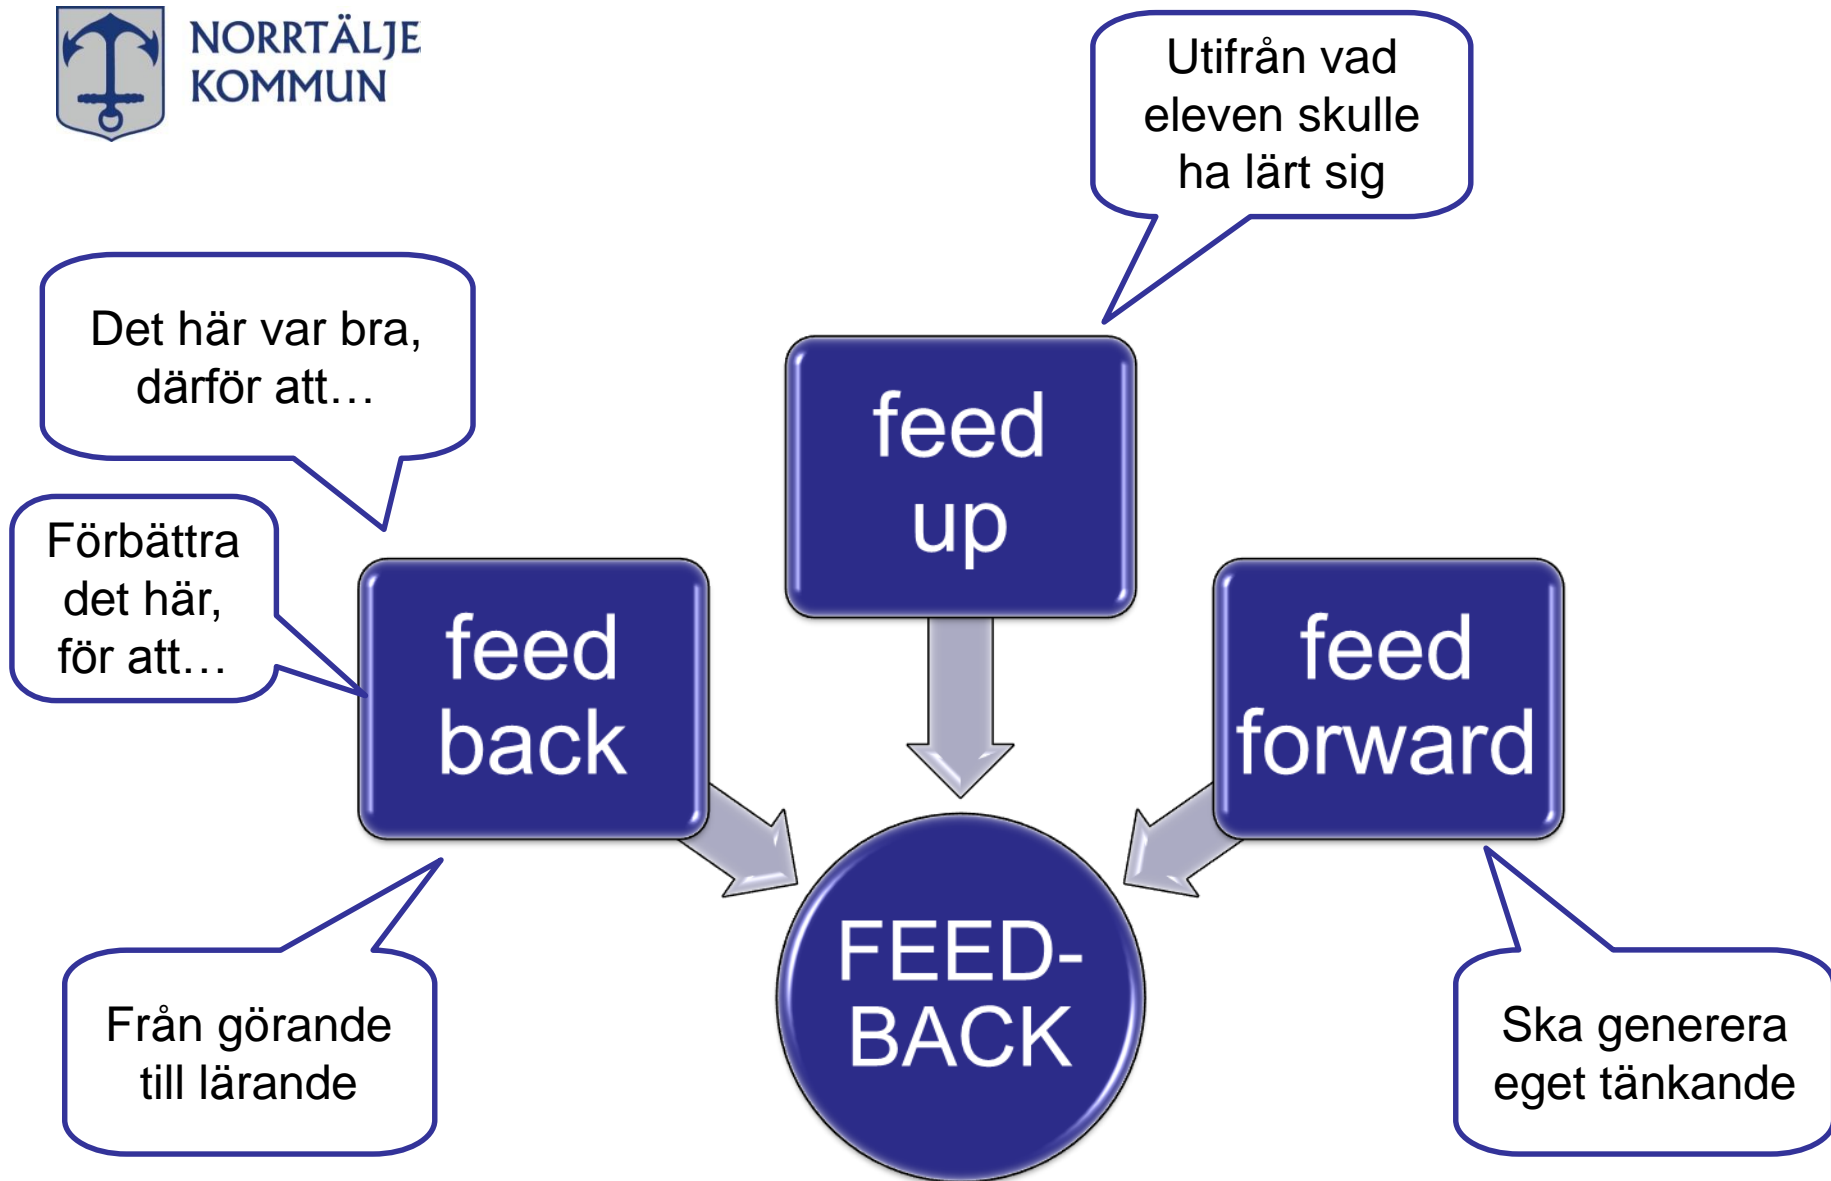 NORRTÄLJE
KOMMUN
Utifrån vad
eleven skulle
ha lärt sig
Det här var bra,
därför att…
feed
up
Förbättra
det här,
för att…
feed
back
feed
forward
FEED-
BACK
Från görande
till lärande
Ska generera
eget tänkande